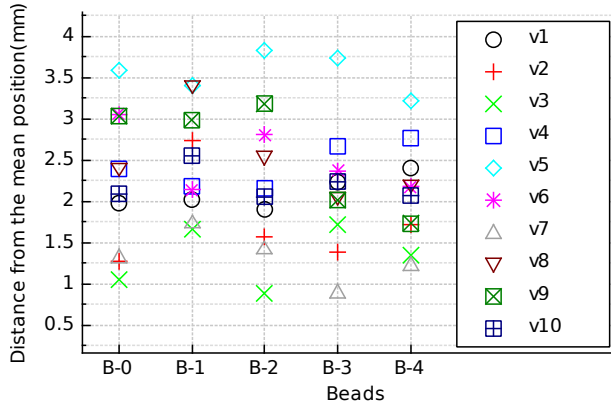 Distance from the mean position(mm)
4
3.5
3
2.5
2
1.5
1
0.5
B-0 B-1 B-2 B-3 B-4
Beads
v1
v2
v3
v4
v5
v6
v7
v8
v9
v10